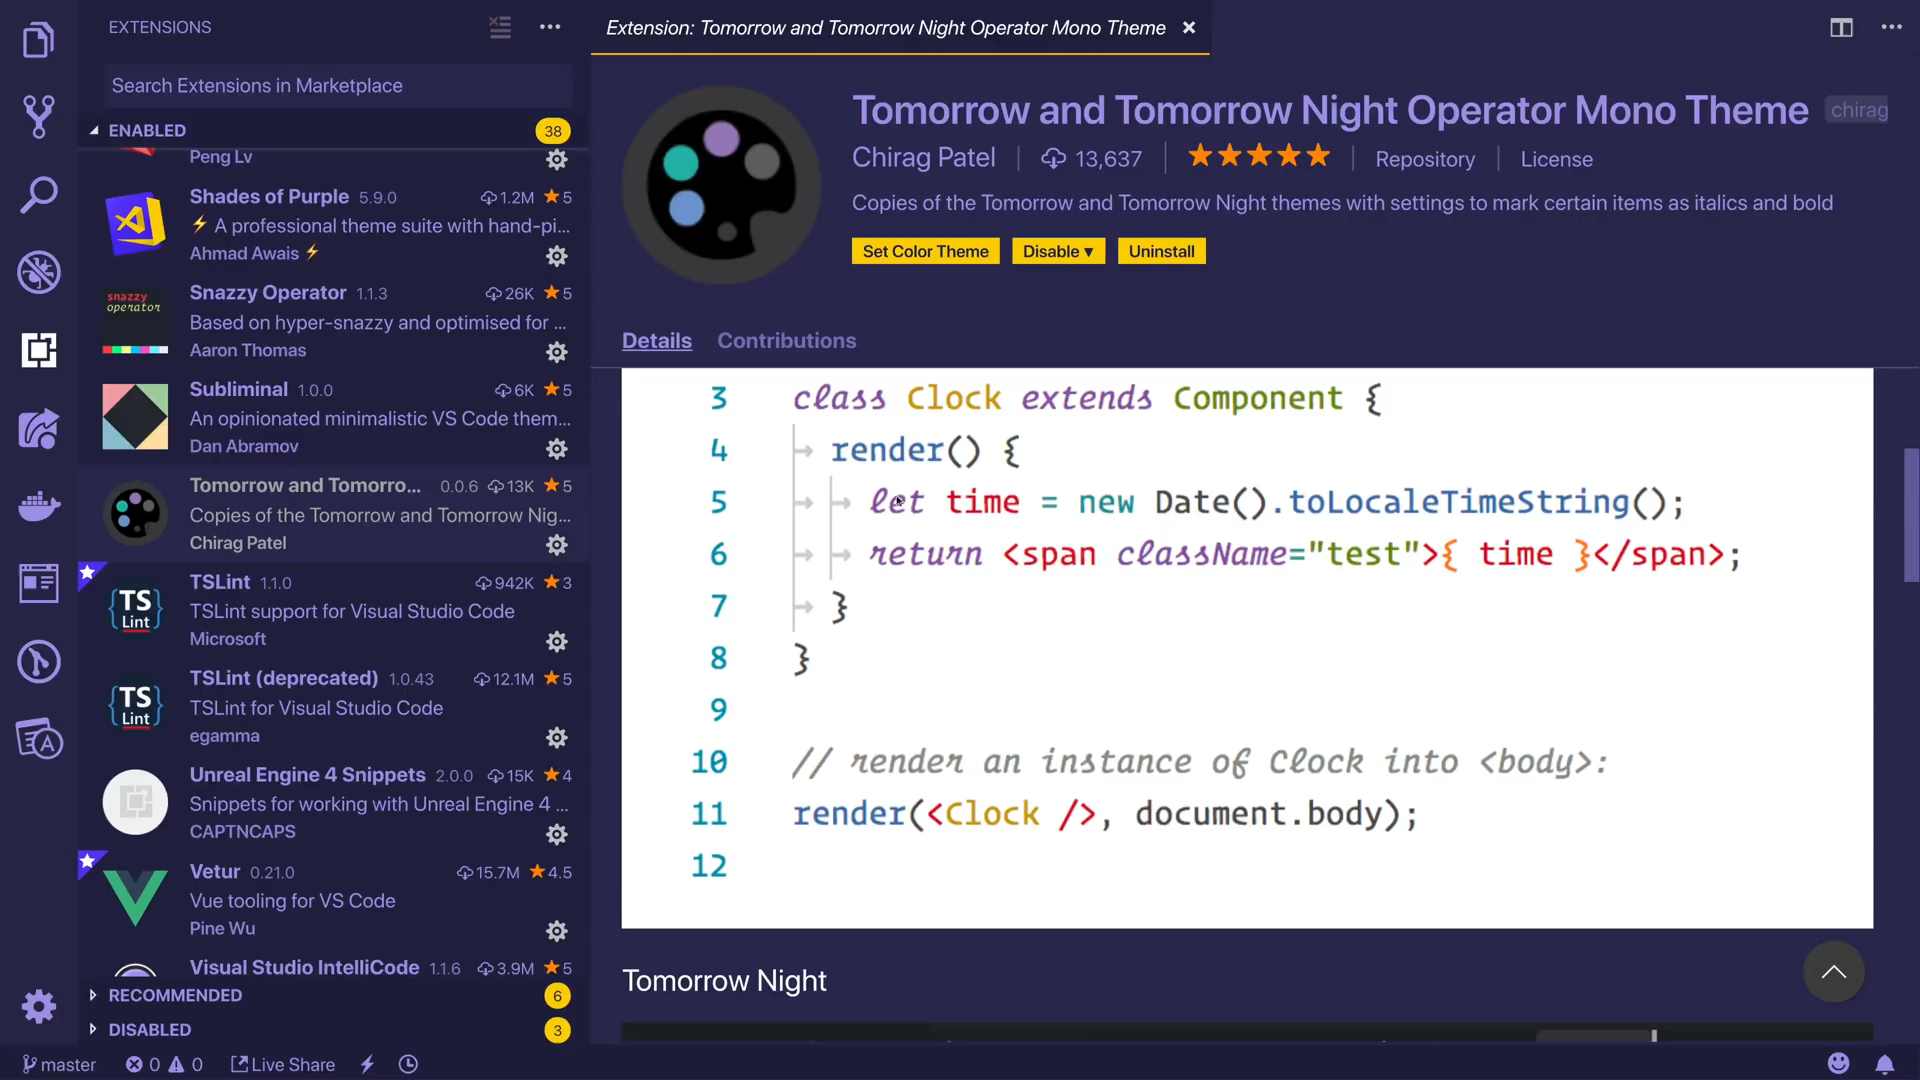 EXTENSIONS
Search Extensions in Marketplace
ENABLED 38
Peng Lv
Shades of Purple 5.9.0 1.2M 5
⚡ A professional theme suite with hand-pi...
Ahmad Awais ⚡
snazzy
operator
Snazzy Operator 1.1.3 26K 5
Based on hyper-snazzy and optimised for ...
Aaron Thomas
Subliminal 1.0.0 6K 5
An opinionated minimalistic VS Code them...
Dan Abramov
Tomorrow and Tomorro... 0.0.6 13K 5
Copies of the Tomorrow and Tomorrow Nig...
Chirag Patel
TS
Lint
TSLint 1.1.0 942K 3
TSLint support for Visual Studio Code
Microsoft
TS
Lint
TSLint (deprecated) 1.0.43 12.1M 5
TSLint for Visual Studio Code
egamma
Unreal Engine 4 Snippets 2.0.0 15K 4
Snippets for working with Unreal Engine 4 ...
CAPTNCAPS
Vetur 0.21.0 15.7M 4.5
Vue tooling for VS Code
Pine Wu
Visual Studio IntelliCode 1.1.6 3.9M 5
RECOMMENDED 6
DISABLED 3
Extension: Tomorrow and Tomorrow Night Operator Mono Theme
Tomorrow and Tomorrow Night Operator Mono Theme chirag
Chirag Patel 13,637 Repository License
Copies of the Tomorrow and Tomorrow Night themes with settings to mark certain items as italics and bold
Set Color Theme Disable ▾ Uninstall
Details Contributions
3 class Clock extends Component {
4 render() {
5 let time = new Date().toLocaleTimeString();
6 return <span className="test">{ time }</span>;
7 }
8 }
9
10 // render an instance of Clock into <body>:
11 render(<Clock />, document.body);
12
Tomorrow Night
master 0 0 Live Share